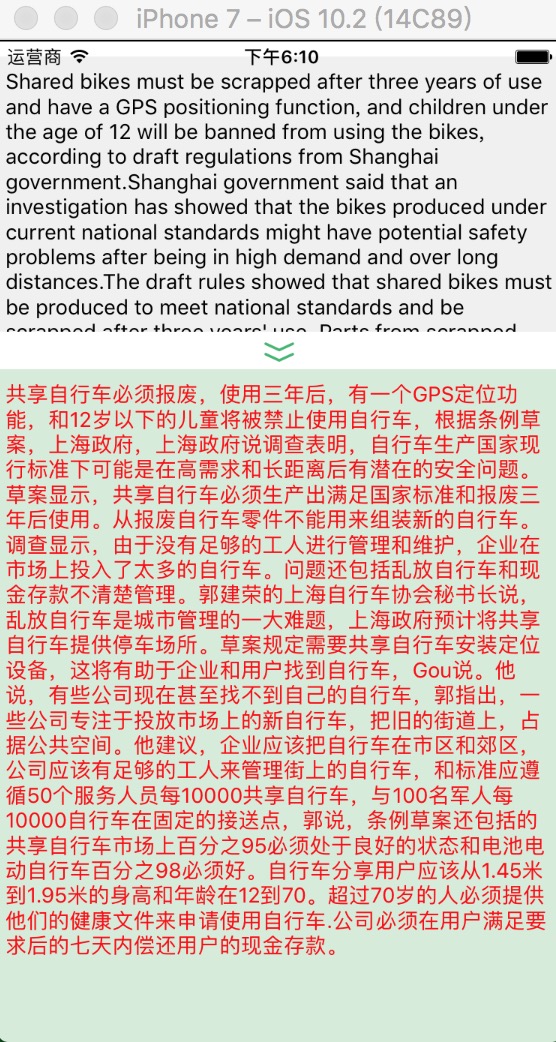 iPhone 7 – iOS 10.2 (14C89)
运营商 下午6:10
Shared bikes must be scrapped after three years of use
and have a GPS positioning function, and children under
the age of 12 will be banned from using the bikes,
according to draft regulations from Shanghai
government.Shanghai government said that an
investigation has showed that the bikes produced under
current national standards might have potential safety
problems after being in high demand and over long
distances.The draft rules showed that shared bikes must
be produced to meet national standards and be
scrapped after three years' use. Parts from scrapped
共享自行车必须报废，使用三年后，有一个GPS定位功
能，和12岁以下的儿童将被禁止使用自行车，根据条例草
案，上海政府，上海政府说调查表明，自行车生产国家现
行标准下可能是在高需求和长距离后有潜在的安全问题。
草案显示，共享自行车必须生产出满足国家标准和报废三
年后使用。从报废自行车零件不能用来组装新的自行车。
调查显示，由于没有足够的工人进行管理和维护，企业在
市场上投入了太多的自行车。问题还包括乱放自行车和现
金存款不清楚管理。郭建荣的上海自行车协会秘书长说，
乱放自行车是城市管理的一大难题，上海政府预计将共享
自行车提供停车场所。草案规定需要共享自行车安装定位
设备，这将有助于企业和用户找到自行车，Gou说。他
说，有些公司现在甚至找不到自己的自行车，郭指出，一
些公司专注于投放市场上的新自行车，把旧的街道上，占
据公共空间。他建议，企业应该把自行车在市区和郊区，
公司应该有足够的工人来管理街上的自行车，和标准应遵
循50个服务人员每10000共享自行车，与100名军人每
10000自行车在固定的接送点，郭说，条例草案还包括的
共享自行车市场上百分之95必须处于良好的状态和电池电
动自行车百分之98必须好。自行车分享用户应该从1.45米
到1.95米的身高和年龄在12到70。超过70岁的人必须提供
他们的健康文件来申请使用自行车.公司必须在用户满足要
求后的七天内偿还用户的现金存款。